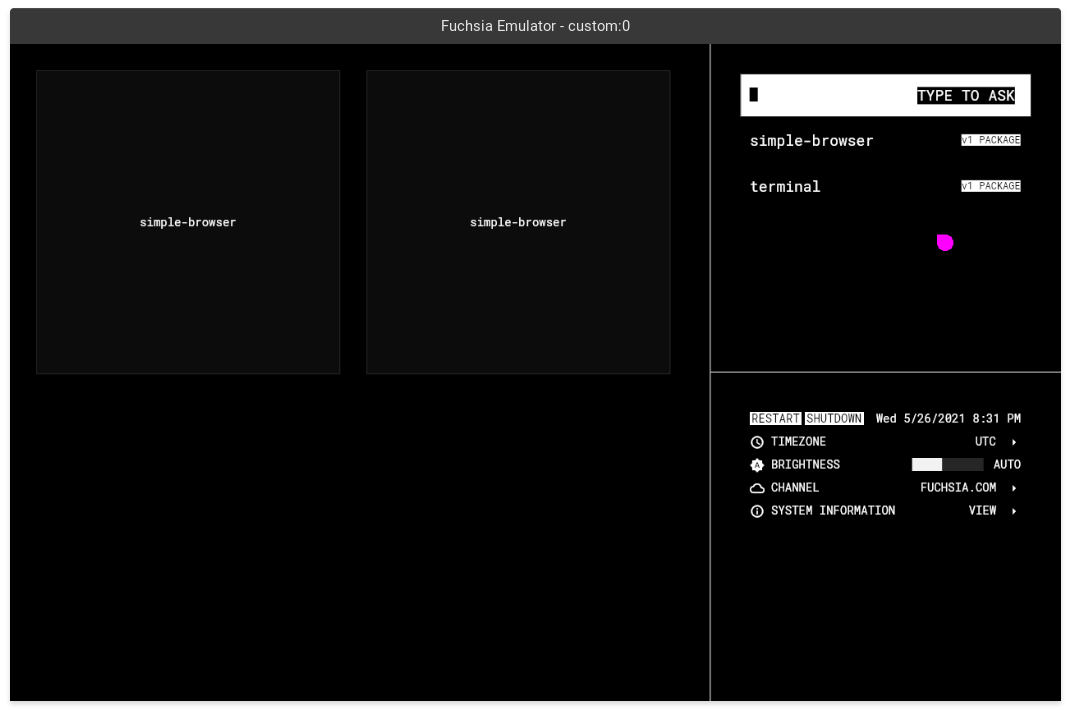 Fuchsia Emulator - custom:0
simple-browser
simple-browser
TYPE TO ASK
simple-browser v1 PACKAGE
terminal v1 PACKAGE
RESTART SHUTDOWN Wed 5/26/2021 8:31 PM
TIMEZONE UTC
BRIGHTNESS AUTO
CHANNEL FUCHSIA.COM
SYSTEM INFORMATION VIEW